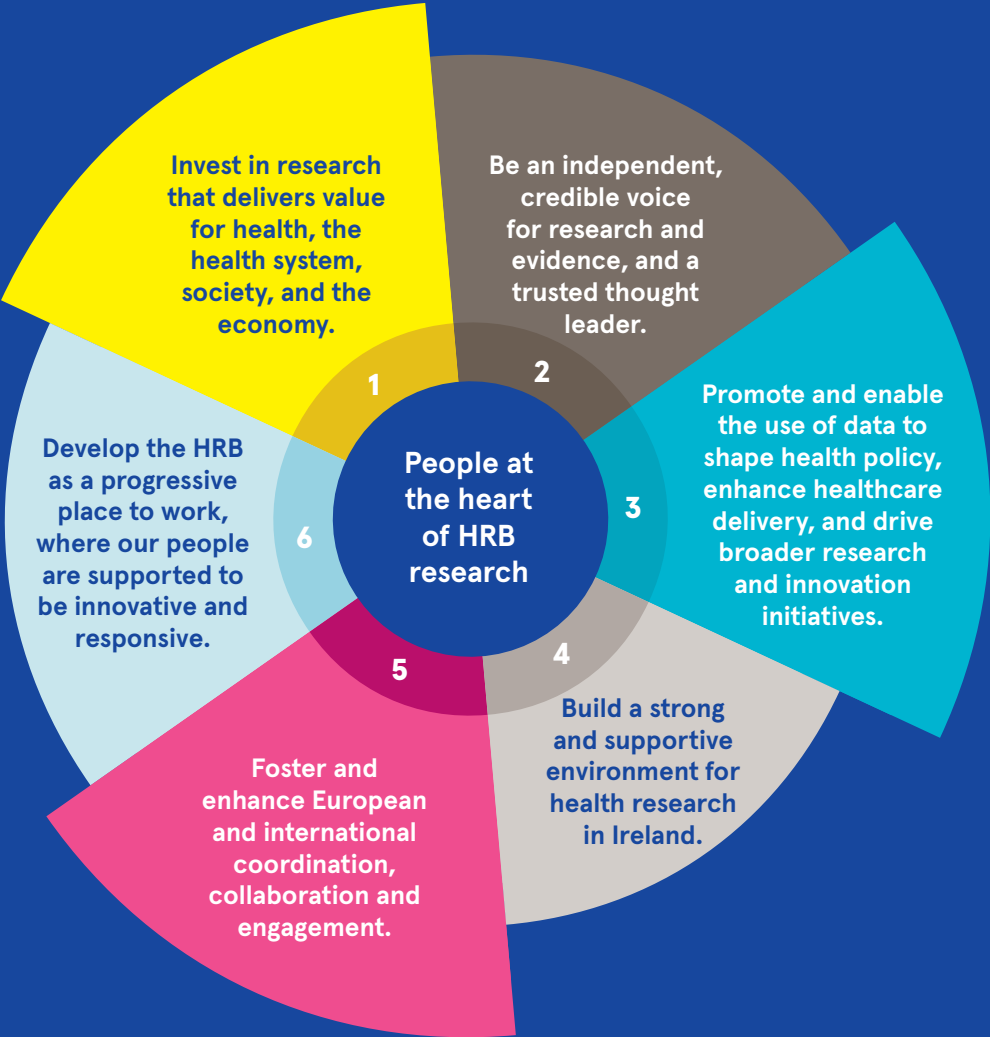 Invest in research
that delivers value
for health, the
health system,
society, and the
economy.
1
Be an independent,
credible voice
for research and
evidence, and a
trusted thought
leader.
2
Promote and enable
the use of data to
shape health policy,
enhance healthcare
delivery, and drive
broader research
and innovation
initiatives.
3
Build a strong
and supportive
environment for
health research
in Ireland.
4
Foster and
enhance European
and international
coordination,
collaboration and
engagement.
5
Develop the HRB
as a progressive
place to work,
where our people
are supported to
be innovative and
responsive.
6
People at
the heart
of HRB
research